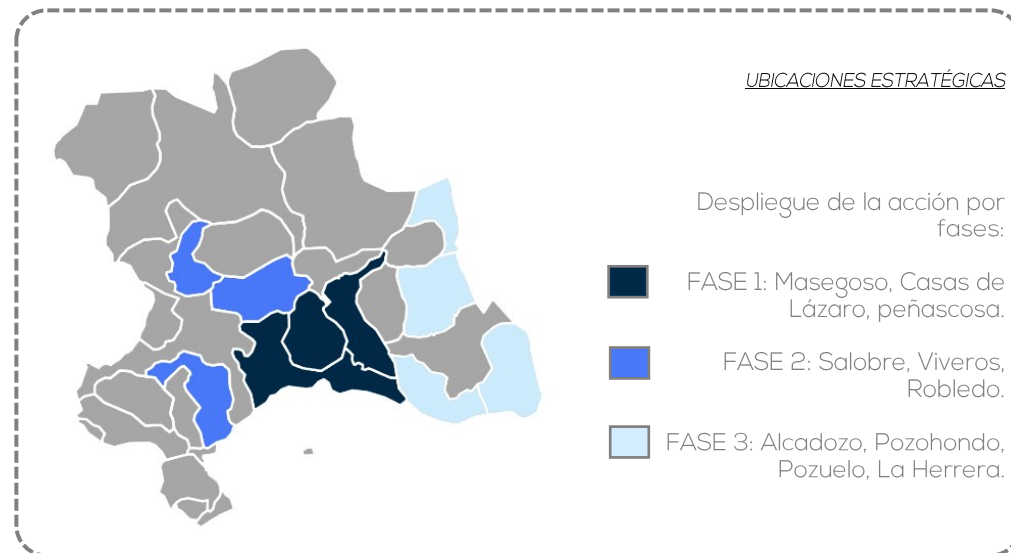 UBICACIONES ESTRATÉGICAS
Despliegue de la acción por
fases:
FASE 1: Masegoso, Casas de
Lázaro, peñascosa.
FASE 2: Salobre, Viveros,
Robledo.
FASE 3: Alcadozo, Pozohondo,
Pozuelo, La Herrera.